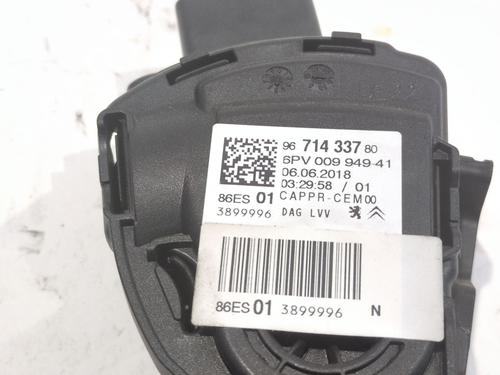 96 714 337 80
6PV 009 949-41
06.06.2018
03:29:58 / 01
86ES 01 CAPPR-CEM00
3899996 DAG LVV
86ES 01 3899996 N